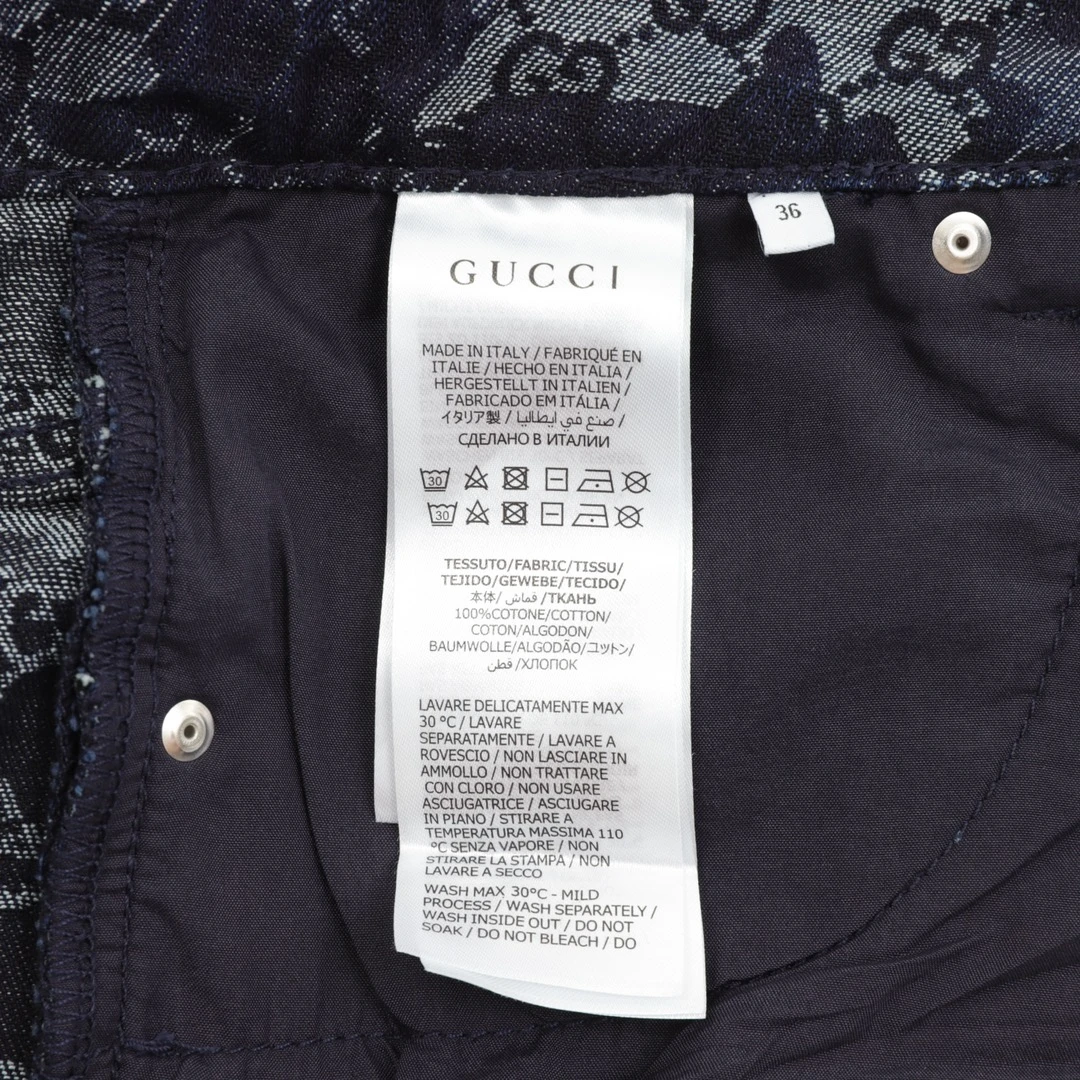 GUCCI
36
MADE IN ITALY / FABRIQUÉ EN
ITALIE / HECHO EN ITALIA /
HERGESTELLT IN ITALIEN /
FABRICADO EM ITÁLIA /
イタリア製 / صنع في ايطاليا /
СДЕЛАНО В ИТАЛИИ
30
30
TESSUTO/FABRIC/TISSU/
TEJIDO/GEWEBE/TECIDO/
本体/ قماش /ТКАНЬ
100%COTONE/COTTON/
COTON/ALGODON/
BAUMWOLLE/ALGODÃO/コットン/
قطن /ХЛОПОК
LAVARE DELICATAMENTE MAX
30 °C / LAVARE
SEPARATAMENTE / LAVARE A
ROVESCIO / NON LASCIARE IN
AMMOLLO / NON TRATTARE
CON CLORO / NON USARE
ASCIUGATRICE / ASCIUGARE
IN PIANO / STIRARE A
TEMPERATURA MASSIMA 110
°C SENZA VAPORE / NON
STIRARE LA STAMPA / NON
LAVARE A SECCO
WASH MAX 30°C - MILD
PROCESS / WASH SEPARATELY /
WASH INSIDE OUT / DO NOT
SOAK / DO NOT BLEACH / DO